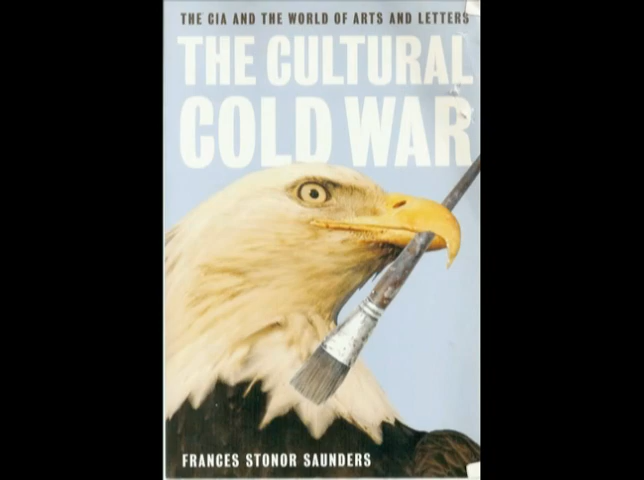 THE CIA AND THE WORLD OF ARTS AND LETTERS
THE CULTURAL
COLD WAR
FRANCES STONOR SAUNDERS